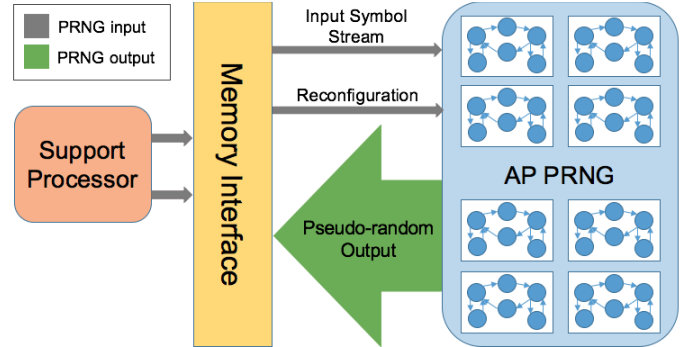 PRNG input
PRNG output
Support
Processor
Memory Interface
Input Symbol
Stream
Reconfiguration
Pseudo-random
Output
AP PRNG